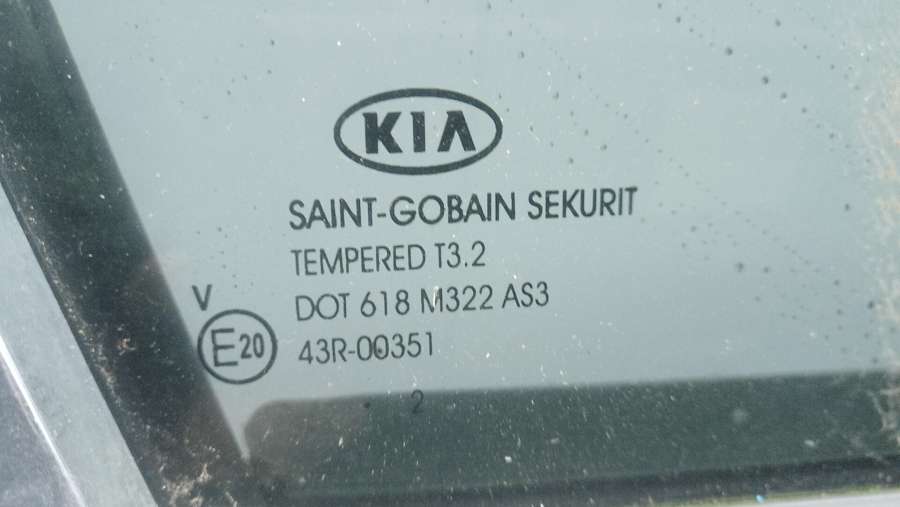 KIA
SAINT-GOBAIN SEKURIT
TEMPERED T3.2
V
DOT 618 M322 AS3
E20
43R-00351
2